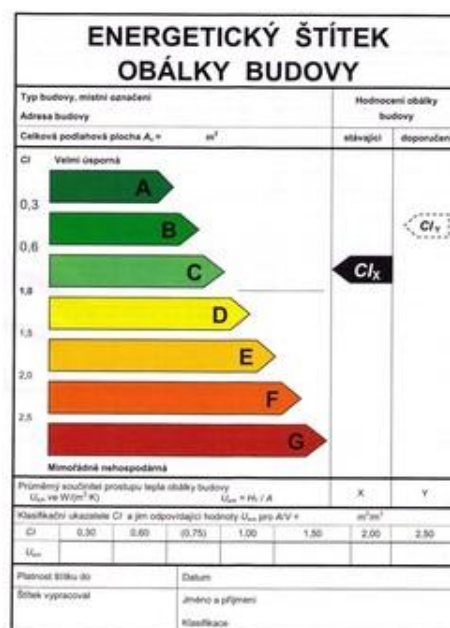 ENERGETICKÝ ŠTÍTEK
OBÁLKY BUDOVY
Typ budovy, místní označení
Adresa budovy
Celková podlahová plocha Ac = m²
Hodnocení obálky
budovy
stávající doporučen
CI Velmi úsporná
A
0,3
B
0,6
C
1,0
D
1,5
E
2,0
F
2,5
G
CIX
CIY
Mimořádně nehospodárná
Průměrný součinitel prostupu tepla obálky budovy
Uem ve W/(m²·K) Uem = HT / A
X Y
Klasifikační ukazatele CI a jim odpovídající hodnoty Uem pro A/V = m²/m³
CI 0,30 0,60 (0,75) 1,00 1,50 2,00 2,50
Uem
Platnost štítku do Datum
Štítek vypracoval
Jméno a příjmení
Klasifikace